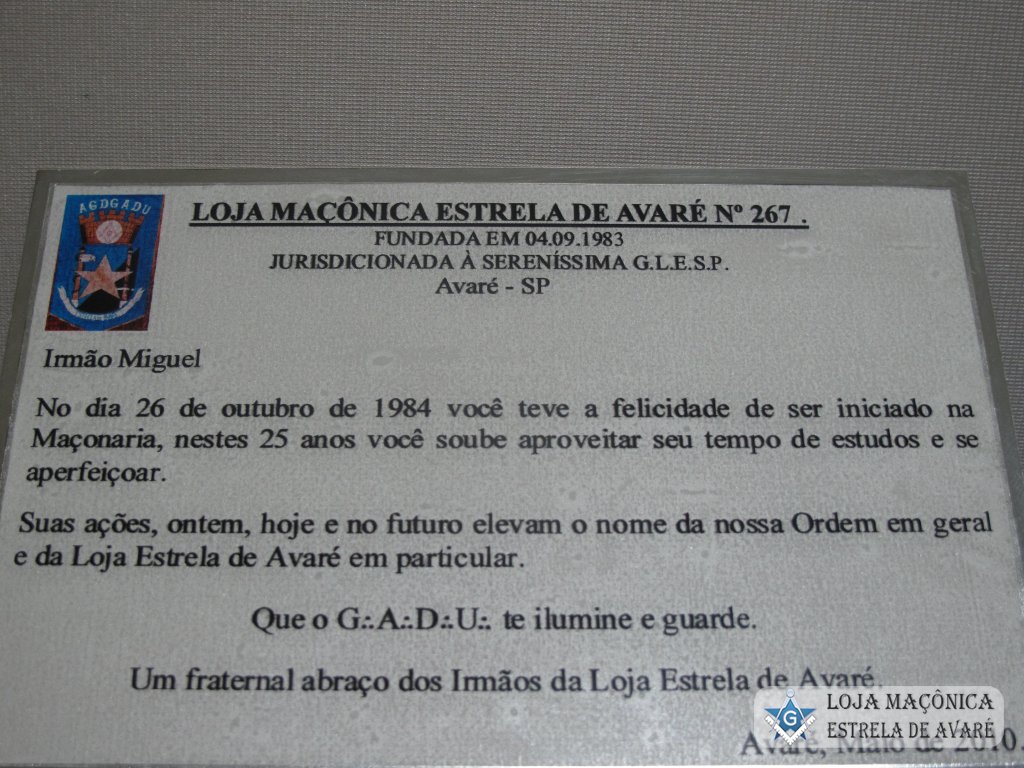 AGDGADU
LOJA MAÇÔNICA ESTRELA DE AVARÉ Nº 267 .
FUNDADA EM 04.09.1983
JURISDICIONADA À SERENÍSSIMA G.L.E.S.P.
Avaré - SP
Irmão Miguel
No dia 26 de outubro de 1984 você teve a felicidade de ser iniciado na
Maçonaria, nestes 25 anos você soube aproveitar seu tempo de estudos e se
aperfeiçoar.
Suas ações, ontem, hoje e no futuro elevam o nome da nossa Ordem em geral
e da Loja Estrela de Avaré em particular.
Que o G∴A∴D∴U∴ te ilumine e guarde.
Um fraternal abraço dos Irmãos da Loja Estrela de Avaré.
Avaré, Maio de 2010.
G
LOJA MAÇÔNICA
ESTRELA DE AVARÉ